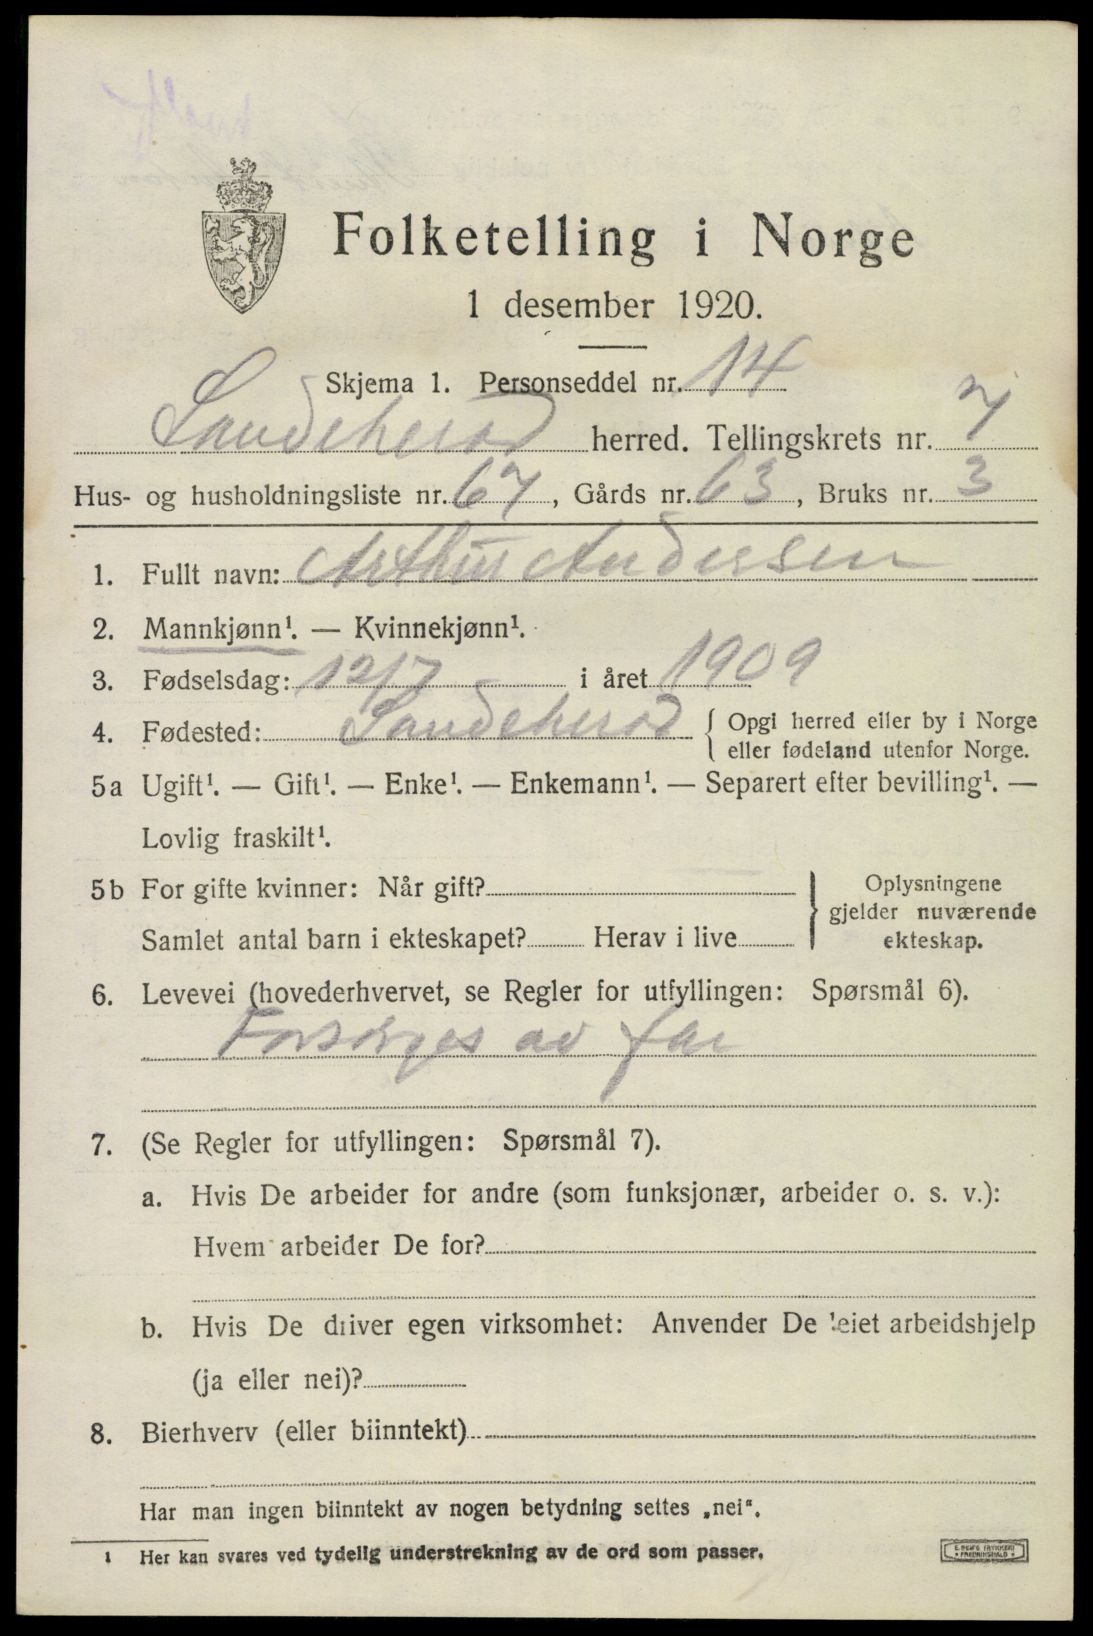 Folketelling i Norge
1 desember 1920.
Skjema 1. Personseddel nr. 14
Sandeherad herred. Tellingskrets nr. 7
Hus- og husholdningsliste nr. 67, Gårds nr. 63, Bruks nr. 3
1. Fullt navn: Arthur Andersen
2. Mannkjønn¹. — Kvinnekjønn¹.
3. Fødselsdag: 12/7 i året 1909
4. Fødested: Sandeherad { Opgi herred eller by i Norge
eller fødeland utenfor Norge.
5a Ugift¹. — Gift¹. — Enke¹. — Enkemann¹. — Separert efter bevilling¹. —
Lovlig fraskilt¹.
5b For gifte kvinner: Når gift?
Samlet antal barn i ekteskapet? Herav i live
} Oplysningene
gjelder nuværende
ekteskap.
6. Levevei (hovederhvervet, se Regler for utfyllingen: Spørsmål 6).
Forsørges av far
7. (Se Regler for utfyllingen: Spørsmål 7).
a. Hvis De arbeider for andre (som funksjonær, arbeider o. s. v.):
Hvem arbeider De for?
b. Hvis De driver egen virksomhet: Anvender De leiet arbeidshjelp
(ja eller nei)?
8. Bierhverv (eller biinntekt)
Har man ingen biinntekt av nogen betydning settes „nei“.
¹ Her kan svares ved tydelig understrekning av de ord som passer.